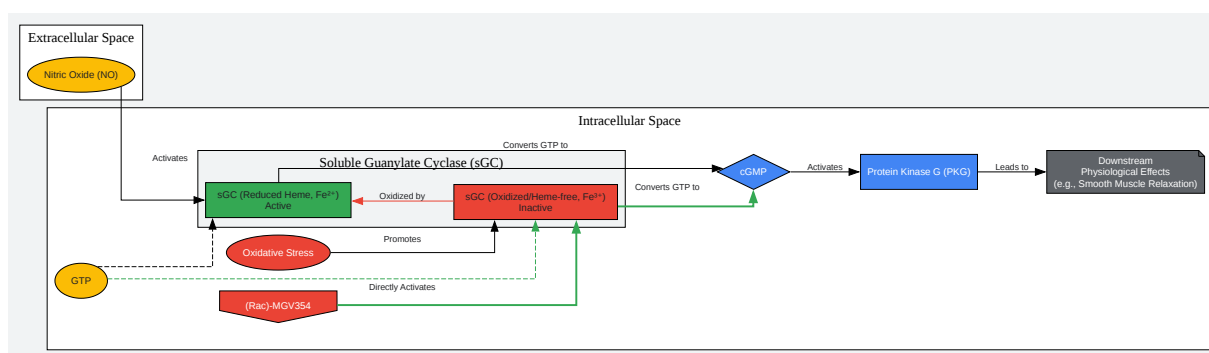 Extracellular Space
Nitric Oxide (NO)
Intracellular Space
Converts GTP to
Activates
Soluble Guanylate Cyclase (sGC)
cGMP
Activates
Protein Kinase G (PKG)
Leads to
Downstream
Physiological Effects
(e.g., Smooth Muscle Relaxation)
Converts GTP to
sGC (Reduced Heme, Fe²⁺)
Active
Oxidized by
sGC (Oxidized/Heme-free, Fe³⁺)
Inactive
Promotes
Oxidative Stress
GTP
Directly Activates
(Rac)-MGV354